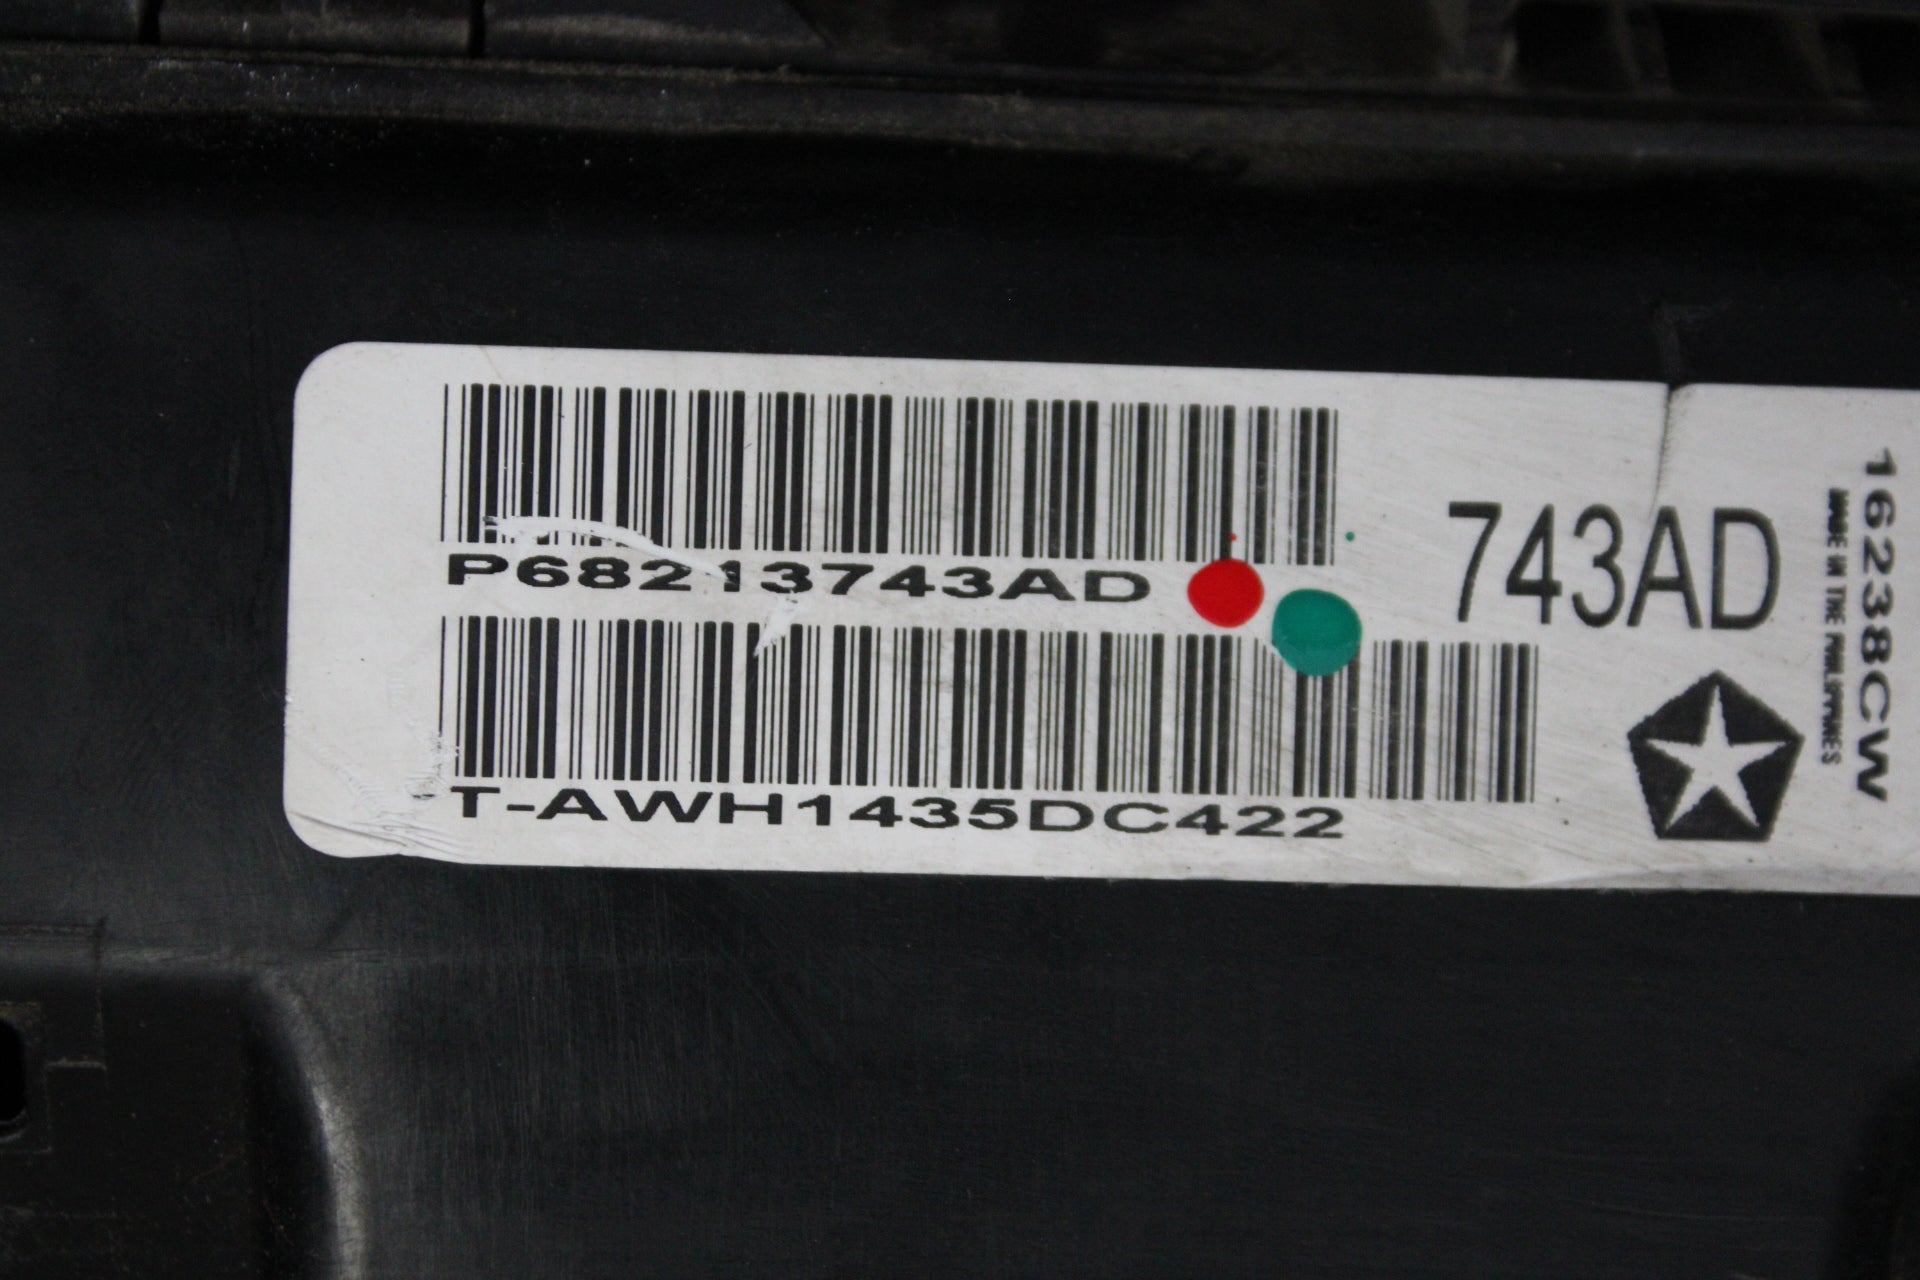 P68213743AD
743AD
T-AWH1435DC422
16238CW
MADE IN THE PHILIPPINES